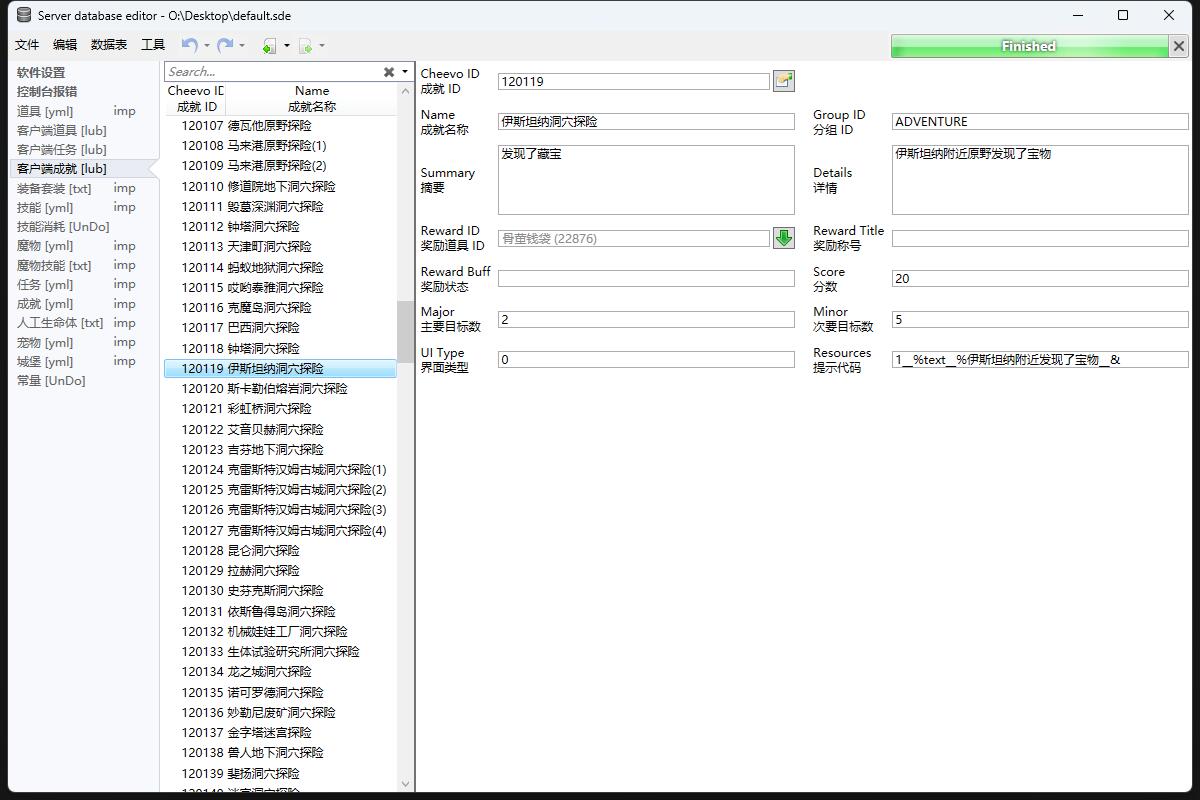 Server database editor - O:\Desktop\default.sde
文件 编辑 数据表 工具
Finished
软件设置
控制台报错
道具 [yml] imp
客户端道具 [lub]
客户端任务 [lub]
客户端成就 [lub]
装备套装 [txt] imp
技能 [yml] imp
技能消耗 [UnDo]
魔物 [yml] imp
魔物技能 [txt] imp
任务 [yml] imp
成就 [yml] imp
人工生命体 [txt] imp
宠物 [yml] imp
城堡 [yml] imp
常量 [UnDo]
Search...
Cheevo ID Name
成就 ID 成就名称
120107 德瓦他原野探险
120108 马来港原野探险(1)
120109 马来港原野探险(2)
120110 修道院地下洞穴探险
120111 毁墓深渊洞穴探险
120112 钟塔洞穴探险
120113 天津町洞穴探险
120114 蚂蚁地狱洞穴探险
120115 哎哟泰雅洞穴探险
120116 克魔岛洞穴探险
120117 巴西洞穴探险
120118 钟塔洞穴探险
120119 伊斯坦纳洞穴探险
120120 斯卡勒伯熔岩洞穴探险
120121 彩虹桥洞穴探险
120122 艾音贝赫洞穴探险
120123 吉芬地下洞穴探险
120124 克雷斯特汉姆古城洞穴探险(1)
120125 克雷斯特汉姆古城洞穴探险(2)
120126 克雷斯特汉姆古城洞穴探险(3)
120127 克雷斯特汉姆古城洞穴探险(4)
120128 昆仑洞穴探险
120129 拉赫洞穴探险
120130 史芬克斯洞穴探险
120131 依斯鲁得岛洞穴探险
120132 机械娃娃工厂洞穴探险
120133 生体试验研究所洞穴探险
120134 龙之城洞穴探险
120135 诺可罗德洞穴探险
120136 妙勒尼废矿洞穴探险
120137 金字塔迷宫探险
120138 兽人地下洞穴探险
120139 斐扬洞穴探险
Cheevo ID
成就 ID
120119
Name
成就名称
伊斯坦纳洞穴探险
Group ID
分组 ID
ADVENTURE
Summary
摘要
发现了藏宝
Details
详情
伊斯坦纳附近原野发现了宝物
Reward ID
奖励道具 ID
骨董钱袋 (22876)
Reward Title
奖励称号
Reward Buff
奖励状态
Score
分数
20
Major
主要目标数
2
Minor
次要目标数
5
UI Type
界面类型
0
Resources
提示代码
1__%text__%伊斯坦纳附近发现了宝物__&